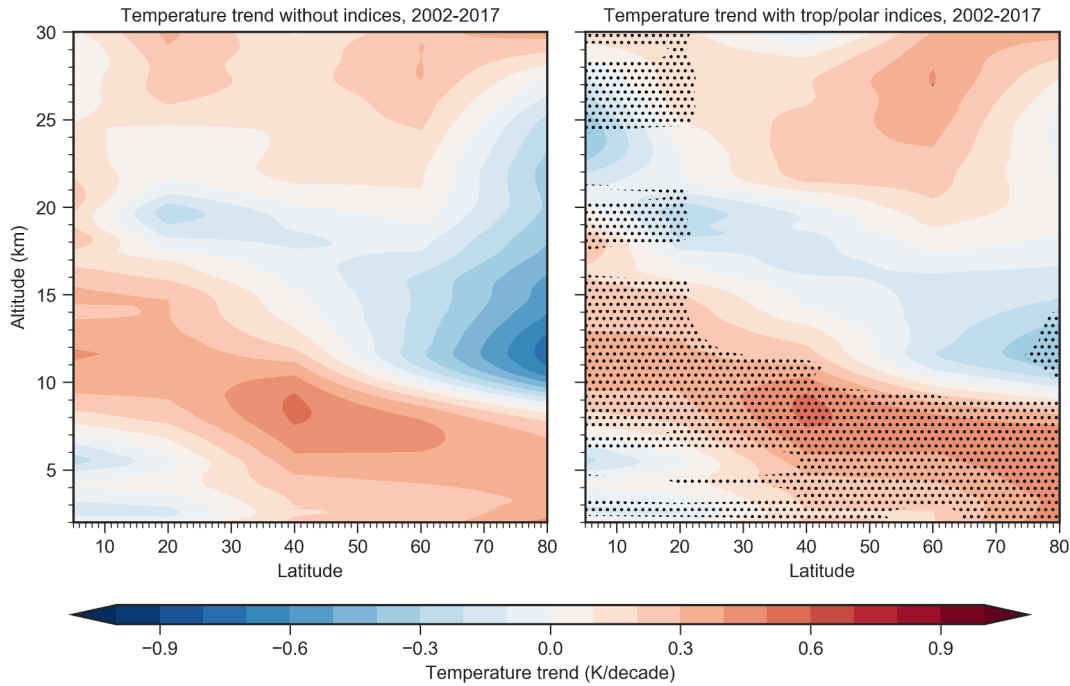 Temperature trend without indices, 2002-2017
Temperature trend with trop/polar indices, 2002-2017
30
25
20
15
10
5
Altitude (km)
10 20 30 40 50 60 70 80
10 20 30 40 50 60 70 80
Latitude
Latitude
−0.9 −0.6 −0.3 0.0 0.3 0.6 0.9
Temperature trend (K/decade)